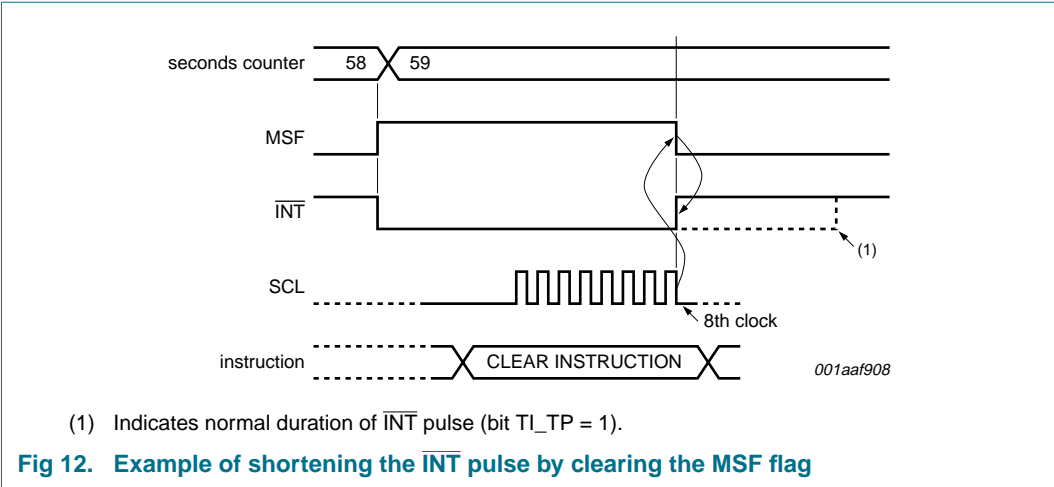 seconds counter 58 59
MSF
INT
(1)
SCL
8th clock
instruction CLEAR INSTRUCTION
001aaf908
(1) Indicates normal duration of INT pulse (bit TI_TP = 1).
Fig 12. Example of shortening the INT pulse by clearing the MSF flag